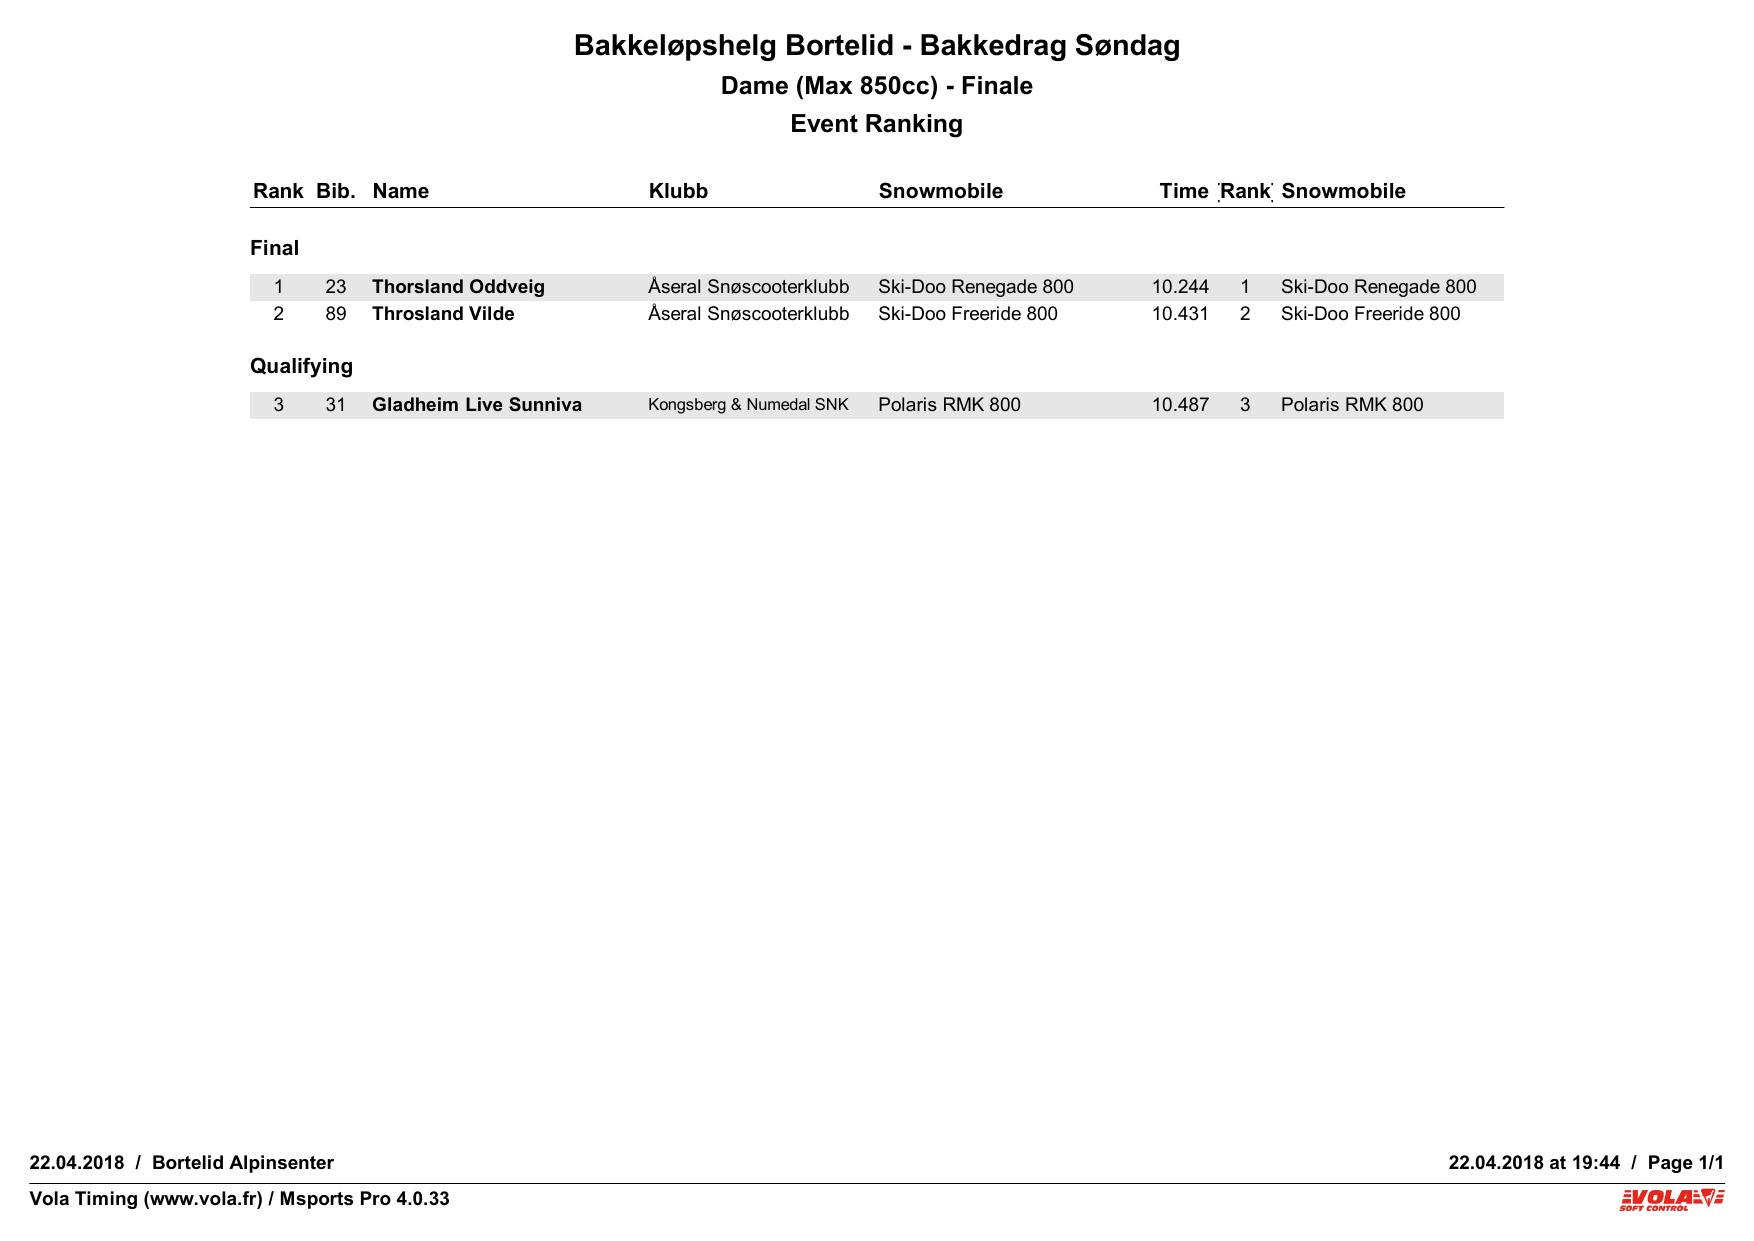 Bakkeløpshelg Bortelid - Bakkedrag Søndag
Dame (Max 850cc) - Finale
Event Ranking
Rank Bib. Name Klubb Snowmobile Time Rank Snowmobile
Final
1 23 Thorsland Oddveig Åseral Snøscooterklubb Ski-Doo Renegade 800 10.244 1 Ski-Doo Renegade 800
2 89 Throsland Vilde Åseral Snøscooterklubb Ski-Doo Freeride 800 10.431 2 Ski-Doo Freeride 800
Qualifying
3 31 Gladheim Live Sunniva Kongsberg & Numedal SNK Polaris RMK 800 10.487 3 Polaris RMK 800
22.04.2018 / Bortelid Alpinsenter 22.04.2018 at 19:44 / Page 1/1
Vola Timing (www.vola.fr) / Msports Pro 4.0.33
VOLA
SOFT CONTROL